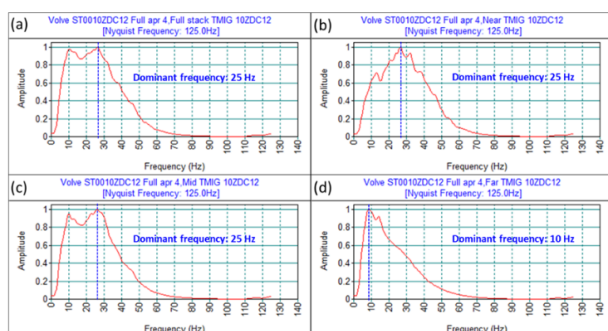 (a)
Volve ST0010ZDC12 Full apr 4,Full stack TMIG 10ZDC12
[Nyquist Frequency: 125.0Hz]
Amplitude
1
0.8
0.6
0.4
0.2
0
Dominant frequency: 25 Hz
0 10 20 30 40 50 60 70 80 90 100 110 120 130 140
Frequency (Hz)
(b)
Volve ST0010ZDC12 Full apr 4,Near TMIG 10ZDC12
[Nyquist Frequency: 125.0Hz]
Amplitude
1
0.8
0.6
0.4
0.2
0
Dominant frequency: 25 Hz
0 10 20 30 40 50 60 70 80 90 100 110 120 130 140
Frequency (Hz)
(c)
Volve ST0010ZDC12 Full apr 4,Mid TMIG 10ZDC12
[Nyquist Frequency: 125.0Hz]
Amplitude
1
0.8
0.6
0.4
0.2
0
Dominant frequency: 25 Hz
0 10 20 30 40 50 60 70 80 90 100 110 120 130 140
Frequency (Hz)
(d)
Volve ST0010ZDC12 Full apr 4,Far TMIG 10ZDC12
[Nyquist Frequency: 125.0Hz]
Amplitude
1
0.8
0.6
0.4
0.2
0
Dominant frequency: 10 Hz
0 10 20 30 40 50 60 70 80 90 100 110 120 130 140
Frequency (Hz)